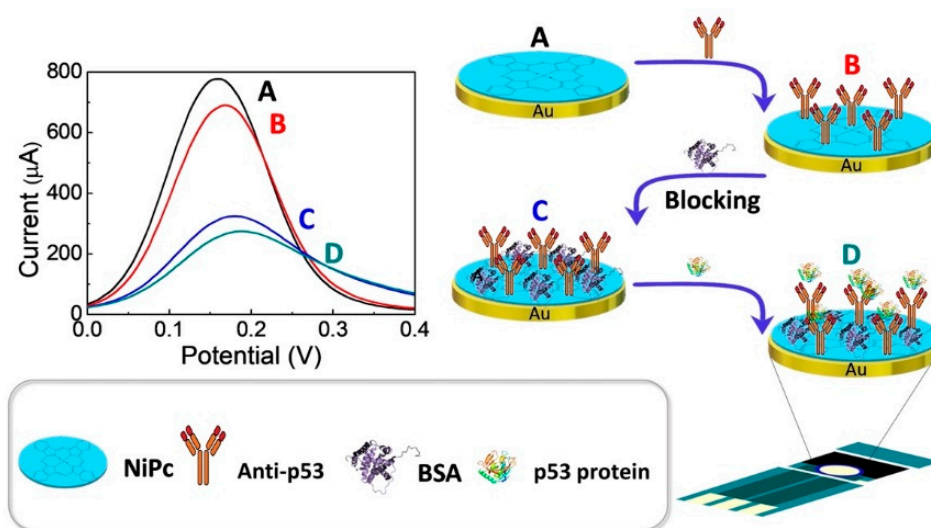 800
600
400
200
0
0.0 0.1 0.2 0.3 0.4
Current (μA)
Potential (V)
A
B
C
D
A
Au
B
Au
Blocking
C
Au
D
Au
NiPc
Anti-p53
BSA
p53 protein